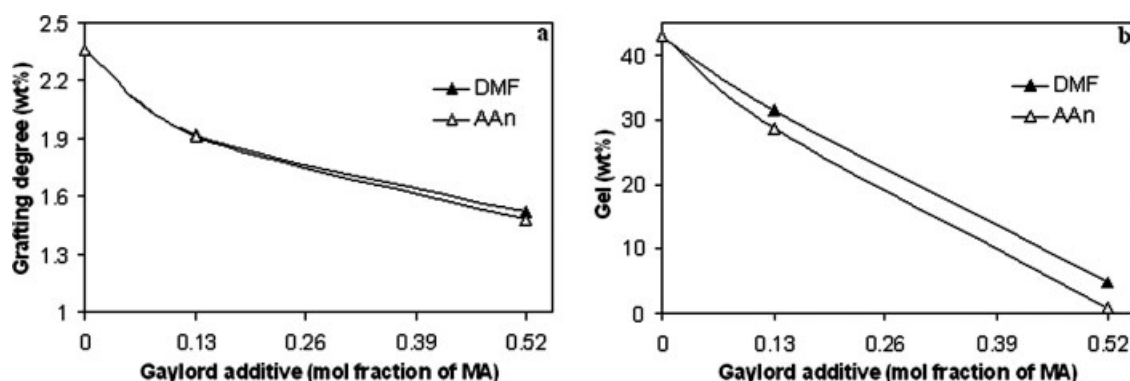 a
Grafting degree (wt%)
2.5
2.2
1.9
1.6
1.3
1
DMF
AAn
0 0.13 0.26 0.39 0.52
Gaylord additive (mol fraction of MA)
b
Gel (wt%)
40
30
20
10
0
DMF
AAn
0 0.13 0.26 0.39 0.52
Gaylord additive (mol fraction of MA)